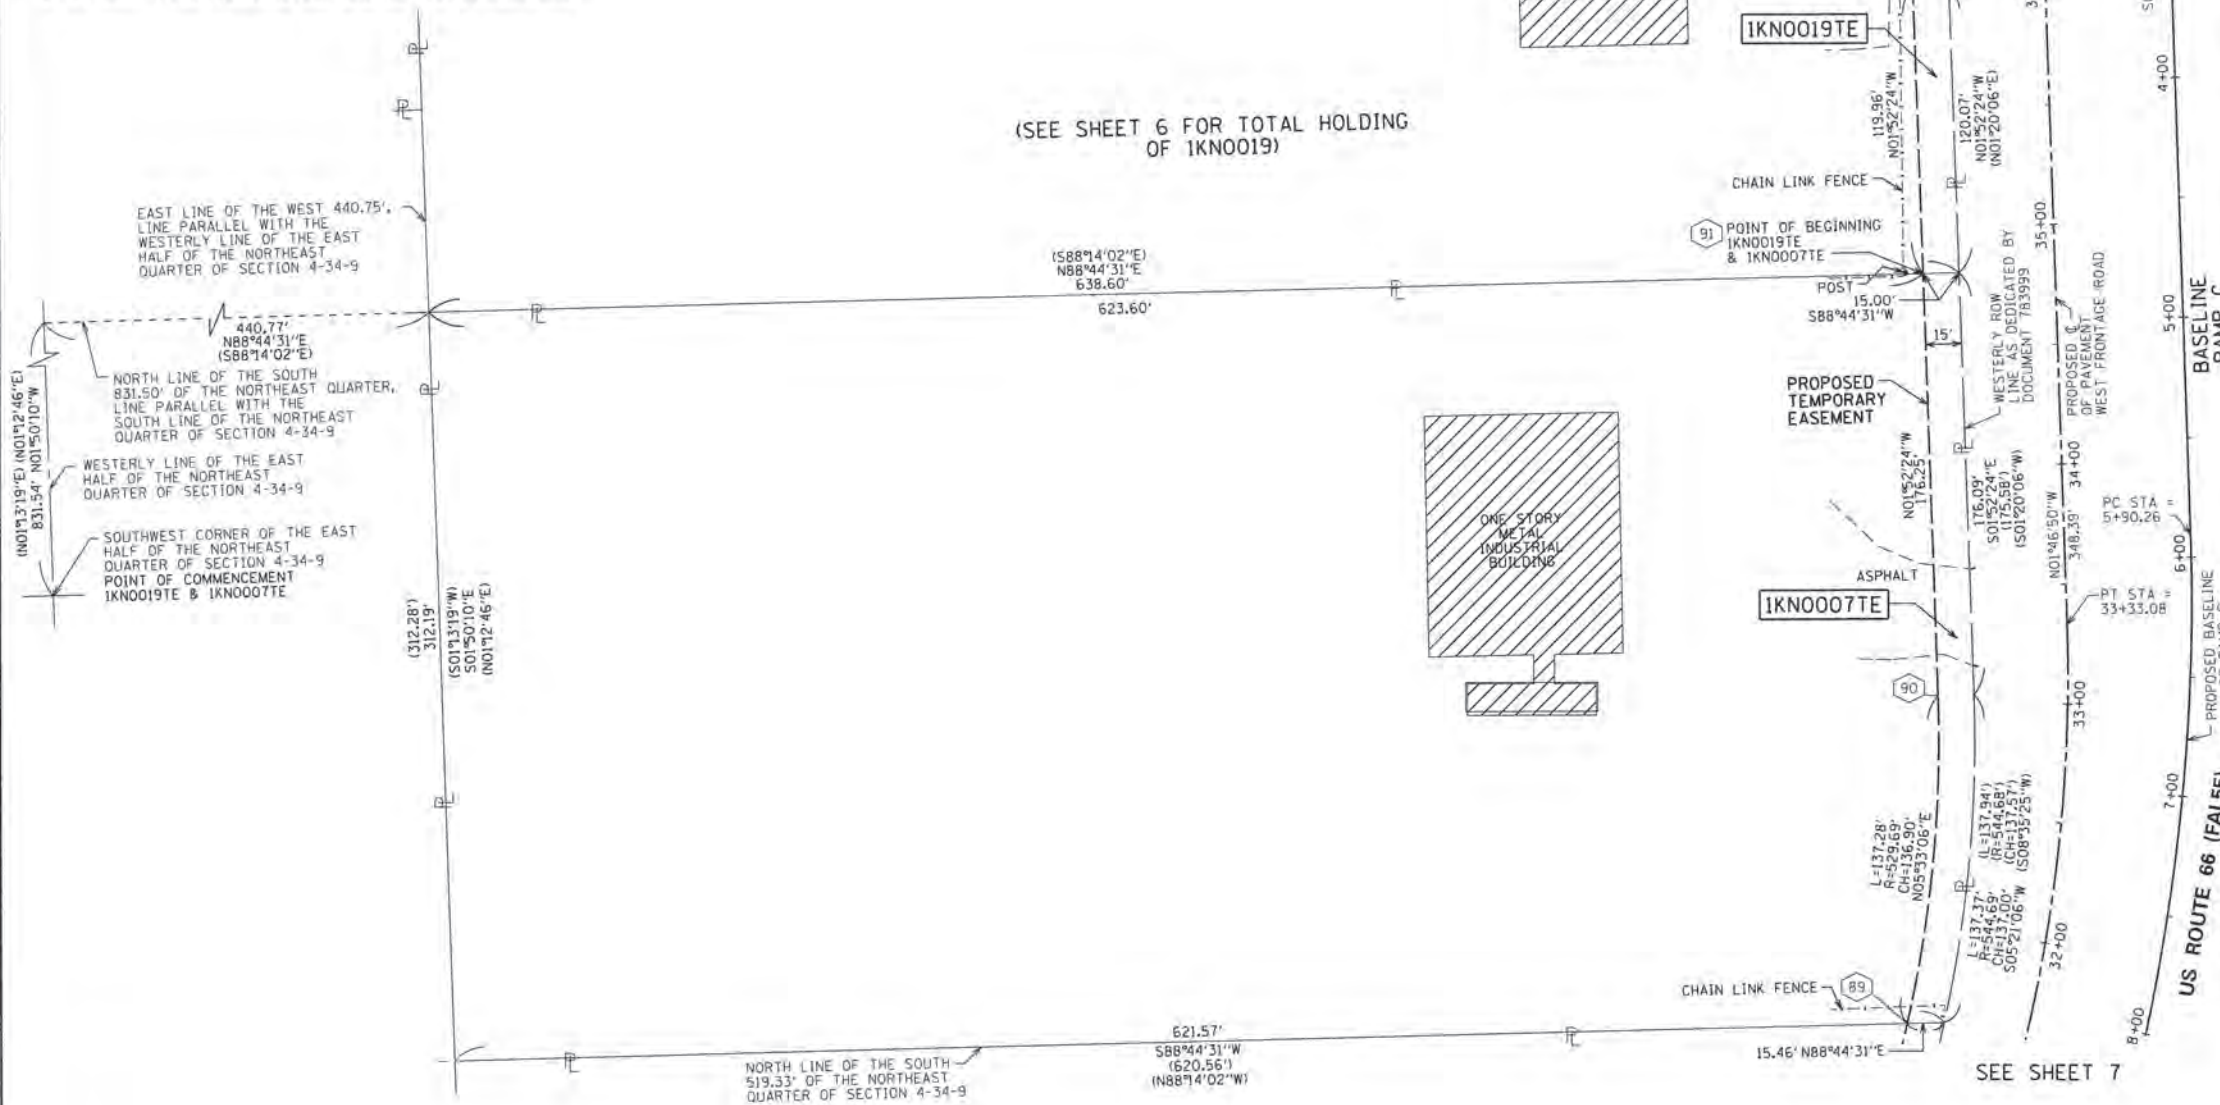 1KN0019TE
(SEE SHEET 6 FOR TOTAL HOLDING
OF 1KN0019)
119.96'
N01°52'24"W
120.07'
N01°52'24"W
(N01°20'06"E)
4+00
CHAIN LINK FENCE
EAST LINE OF THE WEST 440.75',
LINE PARALLEL WITH THE
WESTERLY LINE OF THE EAST
HALF OF THE NORTHEAST
QUARTER OF SECTION 4-34-9
91
POINT OF BEGINNING
1KN0019TE
& 1KN0007TE
35+00
(S88°14'02"E)
N88°44'31"E
638.60'
623.60'
POST
15.00'
S88°44'31"W
15'
WESTERLY ROW
LINE AS DEDICATED BY
DOCUMENT 783999
PROPOSED ℄
OF PAVEMENT
WEST FRONTAGE ROAD
5+00
BASELINE
440.77'
N88°44'31"E
(S88°14'02"E)
NORTH LINE OF THE SOUTH
831.50' OF THE NORTHEAST QUARTER,
LINE PARALLEL WITH THE
SOUTH LINE OF THE NORTHEAST
QUARTER OF SECTION 4-34-9
(N01°13'19"E) (N01°12'46"E)
831.54' N01°50'10"W
WESTERLY LINE OF THE EAST
HALF OF THE NORTHEAST
QUARTER OF SECTION 4-34-9
SOUTHWEST CORNER OF THE EAST
HALF OF THE NORTHEAST
QUARTER OF SECTION 4-34-9
POINT OF COMMENCEMENT
1KN0019TE & 1KN0007TE
PROPOSED
TEMPORARY
EASEMENT
N01°52'24"W
176.25'
176.09'
S01°52'24"E
(175.58')
(S01°20'06"W)
N01°46'50"W
348.39'
34+00
PC STA =
5+90.26
6+00
ONE STORY
METAL
INDUSTRIAL
BUILDING
ASPHALT
1KN0007TE
PT STA =
33+33.08
PROPOSED BASELINE
(312.28')
312.19'
(S01°13'19"W)
S01°50'10"E
(N01°12'46"E)
90
33+00
7+00
L=137.28'
R=529.69'
CH=136.90'
N05°33'06"E
(L=137.94')
(R=544.68')
(CH=137.57')
(S08°35'25"W)
L=137.37'
R=544.69'
CH=137.00'
S05°21'06"W
32+00
US ROUTE 66
CHAIN LINK FENCE
89
8+00
621.57'
S88°44'31"W
(620.56')
(N88°14'02"W)
NORTH LINE OF THE SOUTH
519.33' OF THE NORTHEAST
QUARTER OF SECTION 4-34-9
15.46' N88°44'31"E
SEE SHEET 7